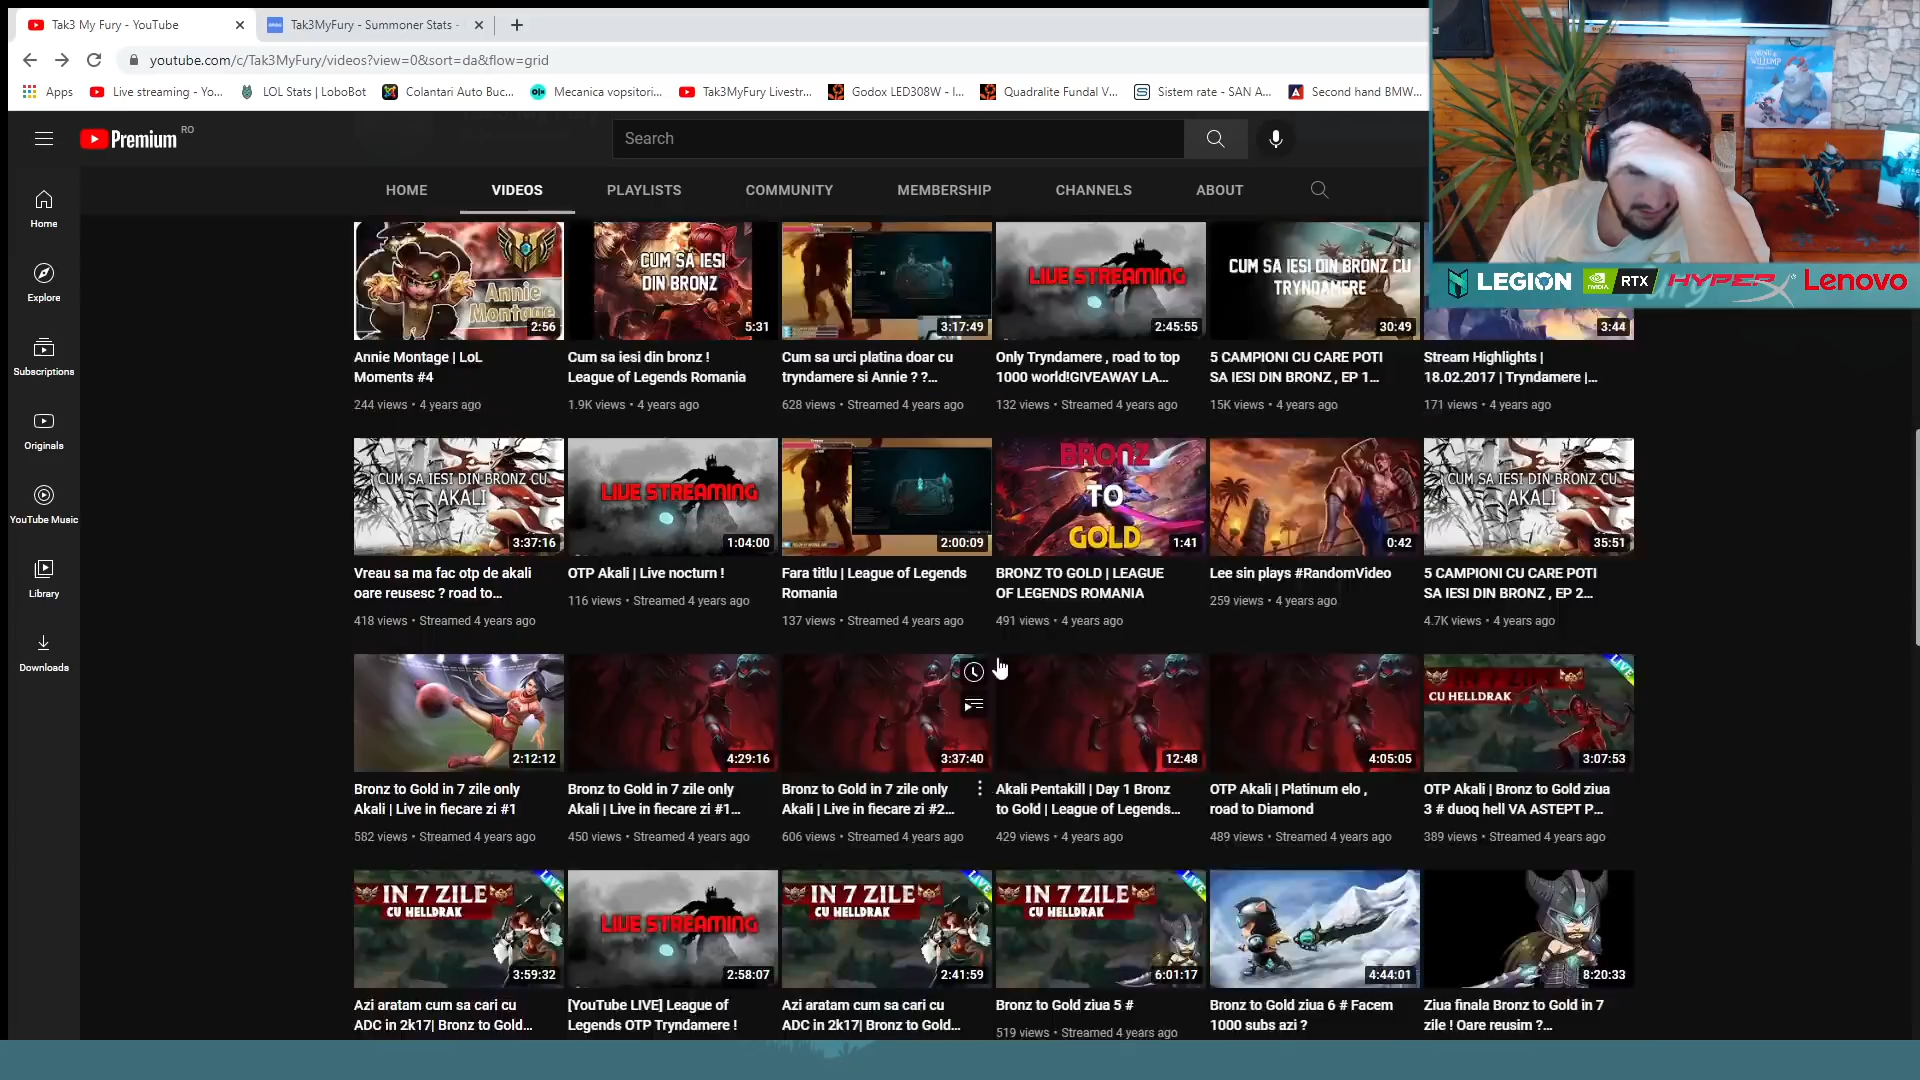 Tak3 My Fury - YouTube
Tak3MyFury - Summoner Stats -
youtube.com/c/Tak3MyFury/videos?view=0&sort=da&flow=grid
Apps
Live streaming - Yo...
LOL Stats | LoboBot
Colantari Auto Buc...
Mecanica vopsitori...
Tak3MyFury Livestr...
Godox LED308W - I...
Quadralite Fundal V...
Sistem rate - SAN A...
Second hand BMW...
Premium RO
Search
HOME
VIDEOS
PLAYLISTS
COMMUNITY
MEMBERSHIP
CHANNELS
ABOUT
Home
Explore
Subscriptions
Originals
YouTube Music
Library
Downloads
LEGION
NVIDIA
RTX
HYPERX
Lenovo
Annie
Montage
2:56
CUM SA IESI
DIN BRONZ
5:31
3:17:49
LIVE STREAMING
2:45:55
CUM SA IESI DIN BRONZ CU
TRYNDAMERE
30:49
3:44
Annie Montage | LoL
Moments #4
244 views • 4 years ago
Cum sa iesi din bronz !
League of Legends Romania
1.9K views • 4 years ago
Cum sa urci platina doar cu
tryndamere si Annie ? ?...
628 views • Streamed 4 years ago
Only Tryndamere , road to top
1000 world!GIVEAWAY LA...
132 views • Streamed 4 years ago
5 CAMPIONI CU CARE POTI
SA IESI DIN BRONZ , EP 1...
15K views • 4 years ago
Stream Highlights |
18.02.2017 | Tryndamere |...
171 views • 4 years ago
CUM SA IESI DIN BRONZ CU
AKALI
3:37:16
LIVE STREAMING
1:04:00
2:00:09
BRONZ
TO
GOLD
1:41
0:42
CUM SA IESI DIN BRONZ CU
AKALI
35:51
Vreau sa ma fac otp de akali
oare reusesc ? road to...
418 views • Streamed 4 years ago
OTP Akali | Live nocturn !
116 views • Streamed 4 years ago
Fara titlu | League of Legends
Romania
137 views • Streamed 4 years ago
BRONZ TO GOLD | LEAGUE
OF LEGENDS ROMANIA
491 views • 4 years ago
Lee sin plays #RandomVideo
259 views • 4 years ago
5 CAMPIONI CU CARE POTI
SA IESI DIN BRONZ , EP 2...
4.7K views • 4 years ago
2:12:12
4:29:16
3:37:40
12:48
4:05:05
IN 7 ZILE
CU HELLDRAK
LIVE
3:07:53
Bronz to Gold in 7 zile only
Akali | Live in fiecare zi #1
582 views • Streamed 4 years ago
Bronz to Gold in 7 zile only
Akali | Live in fiecare zi #1...
450 views • Streamed 4 years ago
Bronz to Gold in 7 zile only
Akali | Live in fiecare zi #2...
606 views • Streamed 4 years ago
Akali Pentakill | Day 1 Bronz
to Gold | League of Legends...
429 views • 4 years ago
OTP Akali | Platinum elo ,
road to Diamond
489 views • Streamed 4 years ago
OTP Akali | Bronz to Gold ziua
3 # duoq hell VA ASTEPT P...
389 views • Streamed 4 years ago
IN 7 ZILE
CU HELLDRAK
LIVE
3:59:32
LIVE STREAMING
2:58:07
IN 7 ZILE
CU HELLDRAK
LIVE
2:41:59
IN 7 ZILE
CU HELLDRAK
LIVE
6:01:17
4:44:01
8:20:33
Azi aratam cum sa cari cu
ADC in 2k17| Bronz to Gold...
[YouTube LIVE] League of
Legends OTP Tryndamere !
Azi aratam cum sa cari cu
ADC in 2k17| Bronz to Gold...
Bronz to Gold ziua 5 #
519 views • Streamed 4 years ago
Bronz to Gold ziua 6 # Facem
1000 subs azi ?
Ziua finala Bronz to Gold in 7
zile ! Oare reusim ?...